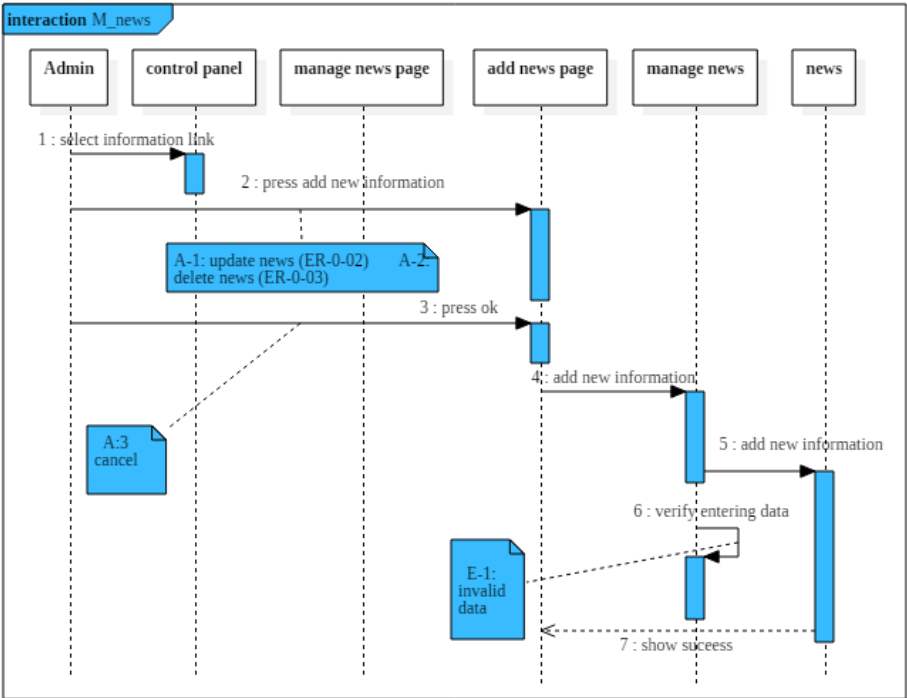 interaction M_news
Admin
control panel
manage news page
add news page
manage news
news
1 : select information link
2 : press add new information
A-1: update news (ER-0-02) A-2:
delete news (ER-0-03)
3 : press ok
4 : add new information
A:3
cancel
5 : add new information
6 : verify entering data
E-1:
invalid
data
7 : show suceess